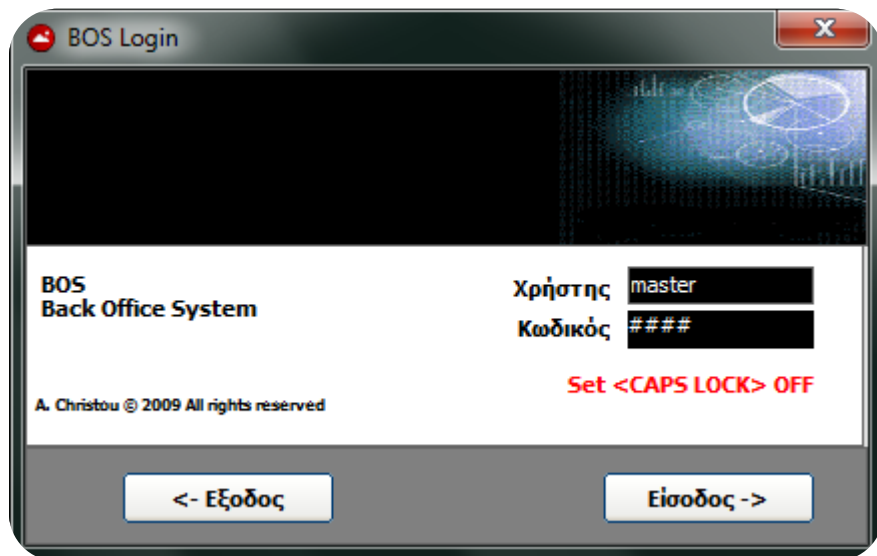 BOS Login
BOS
Back Office System
Χρήστης master
Κωδικός ####
Set <CAPS LOCK> OFF
A. Christou © 2009 All rights reserved
<- Εξοδος
Είσοδος ->